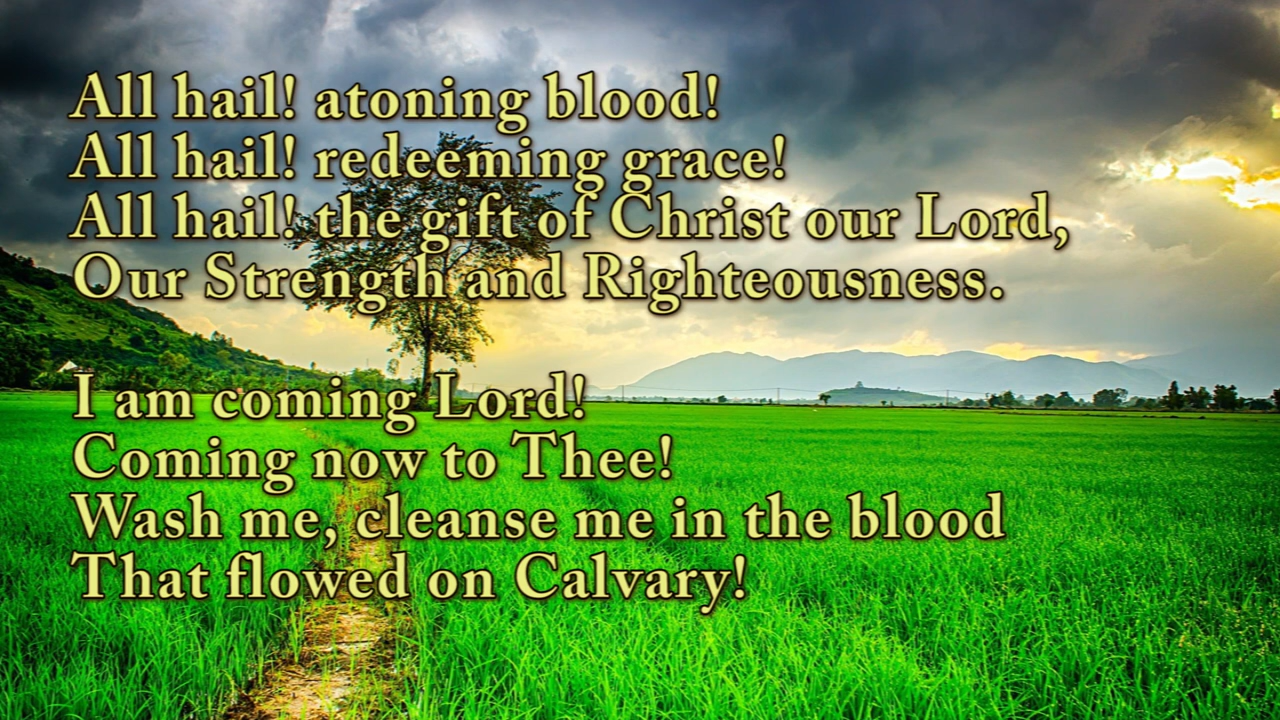 All hail! atoning blood!
All hail! redeeming grace!
All hail! the gift of Christ our Lord,
Our Strength and Righteousness.
I am coming Lord!
Coming now to Thee!
Wash me, cleanse me in the blood
That flowed on Calvary!